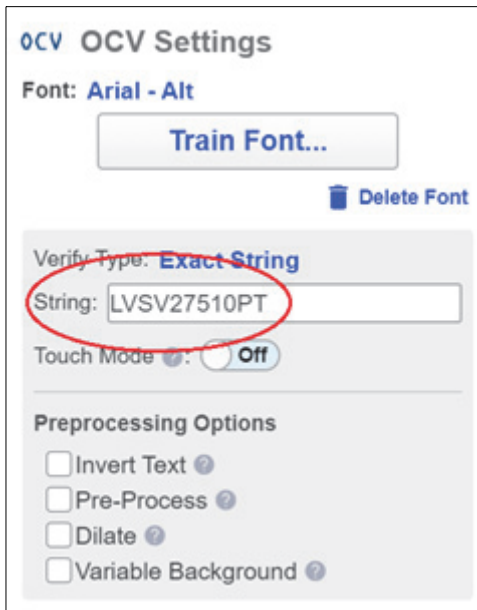 OCV OCV Settings
Font: Arial - Alt
Train Font...
Delete Font
Verify Type: Exact String
String: LVSV27510PT
Touch Mode ?: Off
Preprocessing Options
Invert Text ?
Pre-Process ?
Dilate ?
Variable Background ?